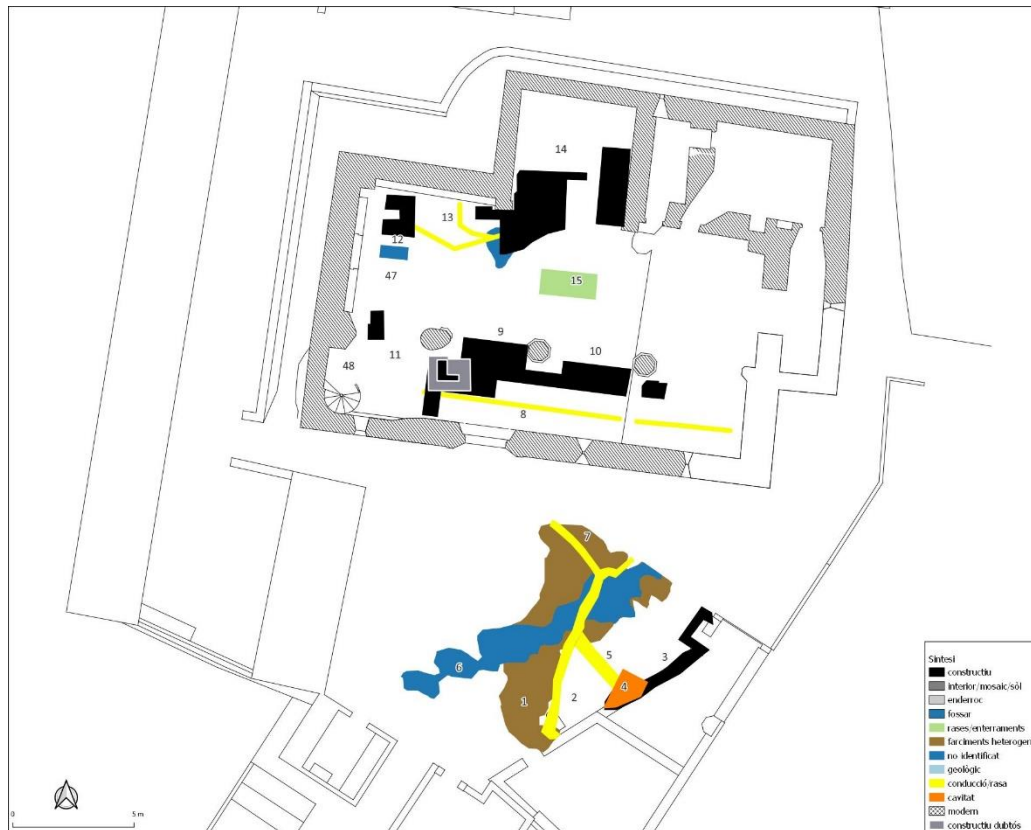 14
13
12
15
47
9
10
11
48
8
7
5
3
6
4
1
2
Síntesi
constructiu
interior/mosaic/sòl
enderroc
fossar
rases/enterraments
farciments heterogen
no identificat
geològic
conducció/rasa
cavitat
modern
constructiu dubtós
0 5 m